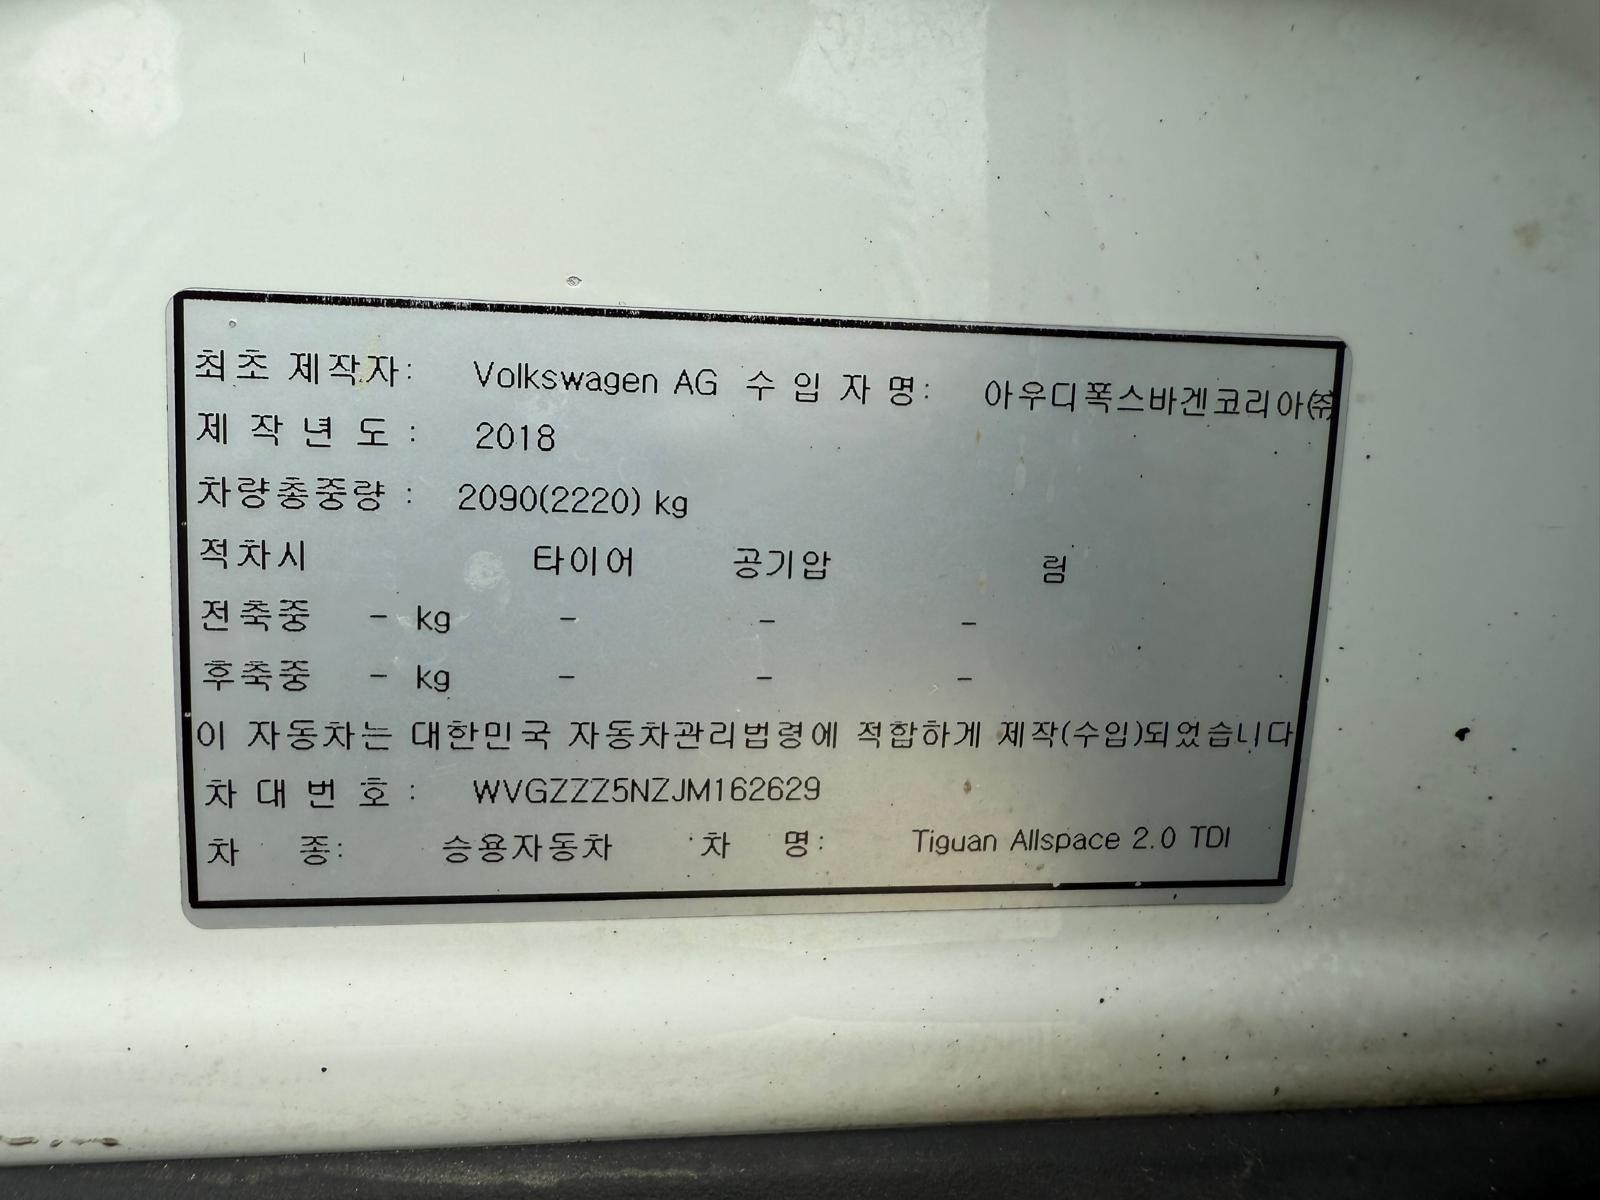 최초 제작자: Volkswagen AG 수 입 자 명: 아우디폭스바겐코리아㈜
제 작 년 도 : 2018
차량총중량 : 2090(2220) kg
적차시 타이어 공기압 림
전축중 - kg - - -
후축중 - kg - - -
이 자동차는 대한민국 자동차관리법령에 적합하게 제작(수입)되었습니다
차 대 번 호 : WVGZZZ5NZJM162629
차 종: 승용자동차 차 명: Tiguan Allspace 2.0 TDI